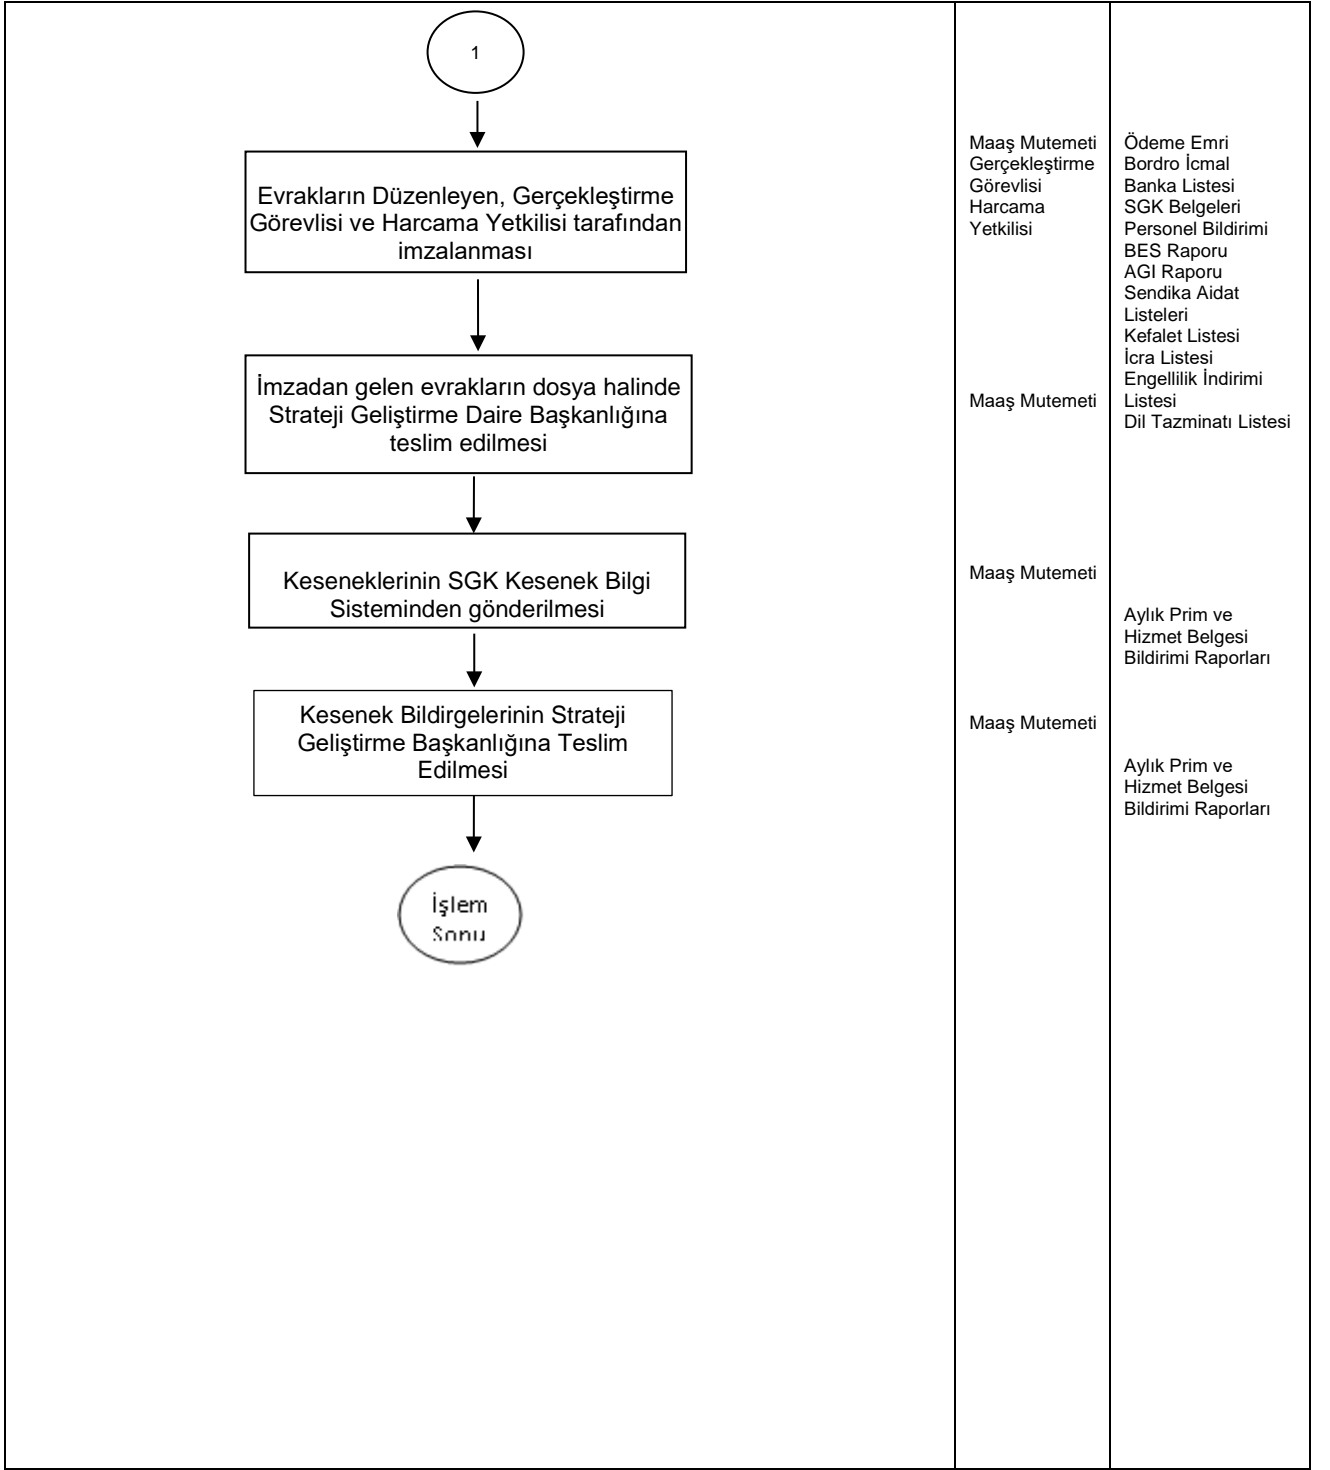 1
Evrakların Düzenleyen, Gerçekleştirme
Görevlisi ve Harcama Yetkilisi tarafından
imzalanması
İmzadan gelen evrakların dosya halinde
Strateji Geliştirme Daire Başkanlığına
teslim edilmesi
Keseneklerinin SGK Kesenek Bilgi
Sisteminden gönderilmesi
Kesenek Bildirgelerinin Strateji
Geliştirme Başkanlığına Teslim
Edilmesi
İşlem
Sonu
Maaş Mutemeti
Gerçekleştirme
Görevlisi
Harcama
Yetkilisi
Maaş Mutemeti
Maaş Mutemeti
Maaş Mutemeti
Ödeme Emri
Bordro İcmal
Banka Listesi
SGK Belgeleri
Personel Bildirimi
BES Raporu
AGI Raporu
Sendika Aidat
Listeleri
Kefalet Listesi
İcra Listesi
Engellilik İndirimi
Listesi
Dil Tazminatı Listesi
Aylık Prim ve
Hizmet Belgesi
Bildirimi Raporları
Aylık Prim ve
Hizmet Belgesi
Bildirimi Raporları